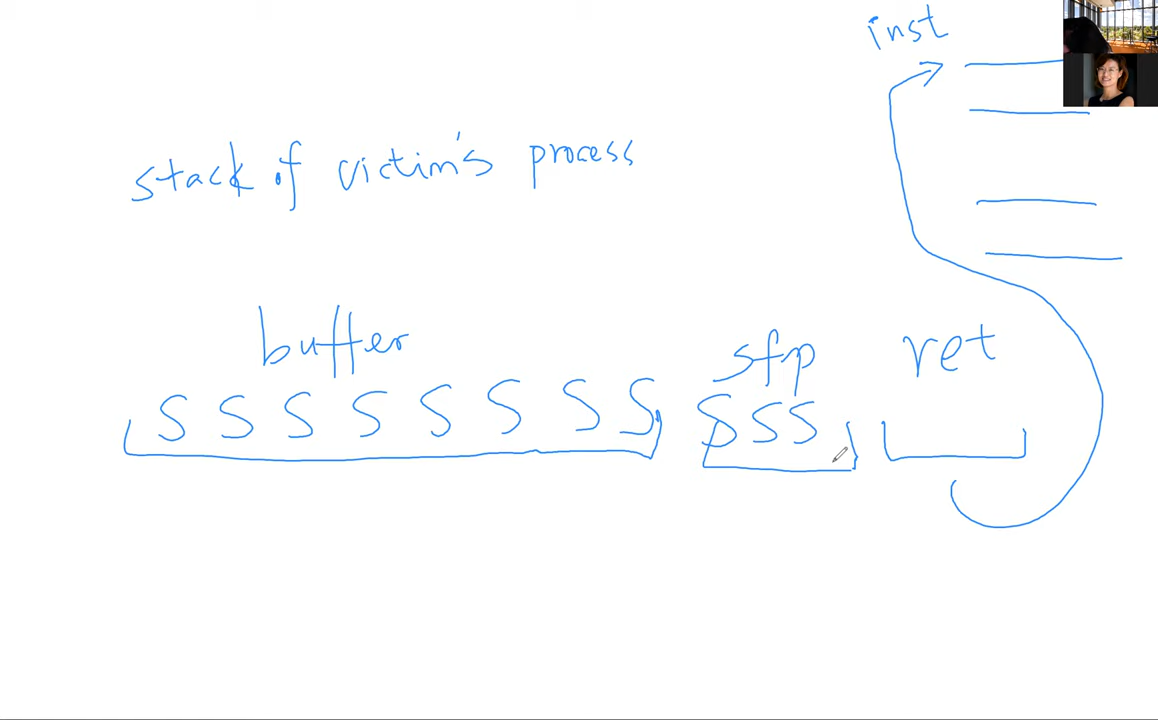 inst
stack of victim's process
buffer sfp ret
S S S S S S S S S S S